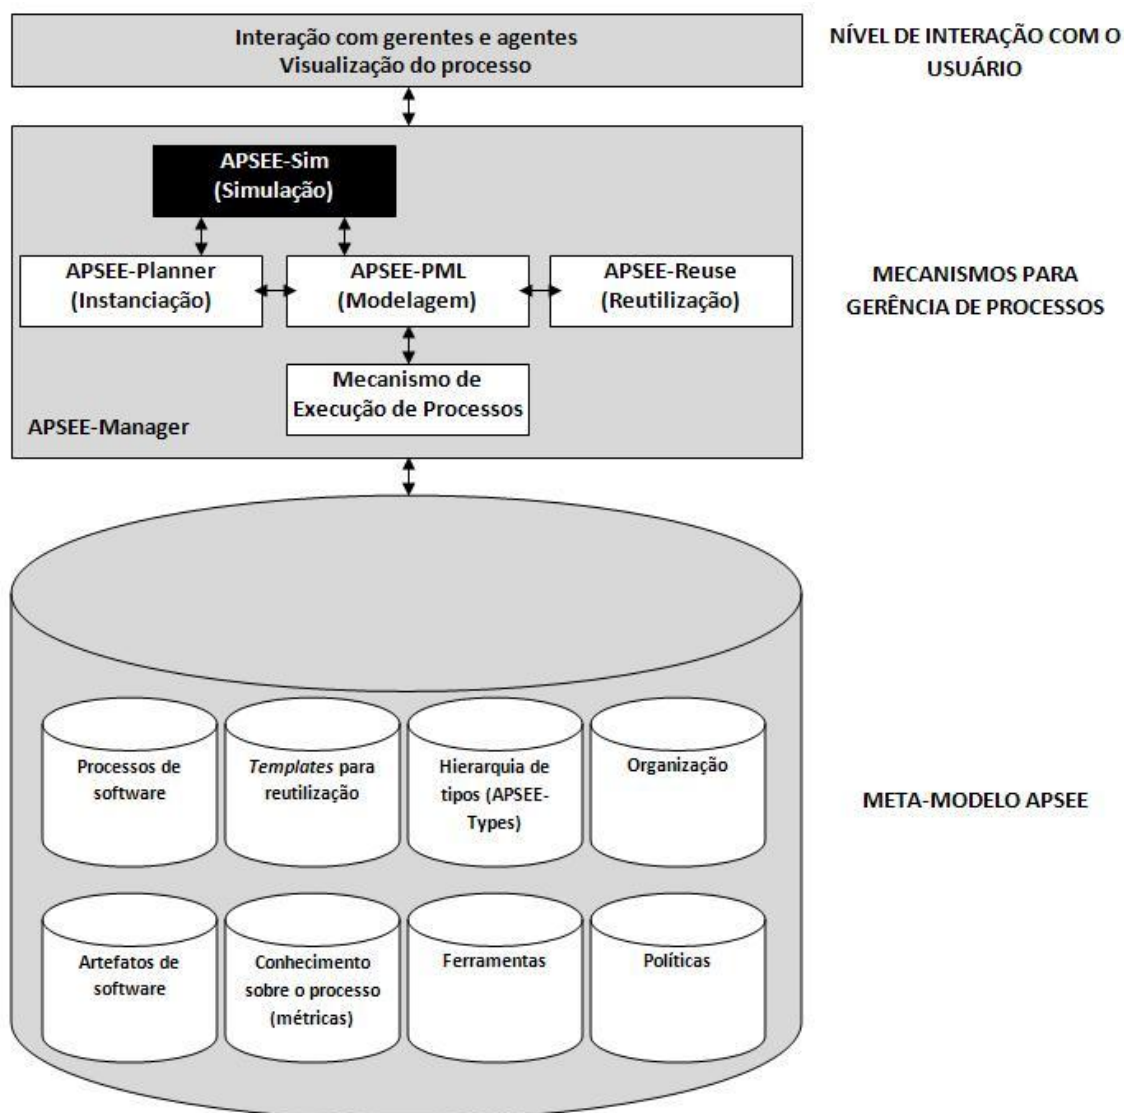 Interação com gerentes e agentes
Visualização do processo
NÍVEL DE INTERAÇÃO COM O
USUÁRIO
APSEE-Sim
(Simulação)
APSEE-Planner
(Instanciação)
APSEE-PML
(Modelagem)
APSEE-Reuse
(Reutilização)
MECANISMOS PARA
GERÊNCIA DE PROCESSOS
Mecanismo de
Execução de Processos
APSEE-Manager
Processos de
software
Templates para
reutilização
Hierarquia de
tipos (APSEE-
Types)
Organização
META-MODELO APSEE
Artefatos de
software
Conhecimento
sobre o processo
(métricas)
Ferramentas
Políticas